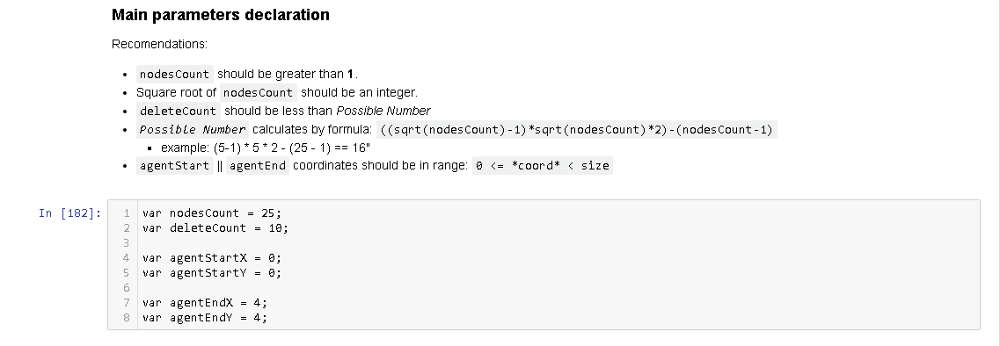 Main parameters declaration
Recomendations:
• nodesCount should be greater than 1.
• Square root of nodesCount should be an integer.
• deleteCount should be less than Possible Number
• Possible Number calculates by formula: ((sqrt(nodesCount)-1)*sqrt(nodesCount)*2)-(nodesCount-1)
▪ example: (5-1) * 5 * 2 - (25 - 1) == 16"
• agentStart || agentEnd coordinates should be in range: 0 <= *coord* < size
In [182]:
1 var nodesCount = 25;
2 var deleteCount = 10;
3
4 var agentStartX = 0;
5 var agentStartY = 0;
6
7 var agentEndX = 4;
8 var agentEndY = 4;